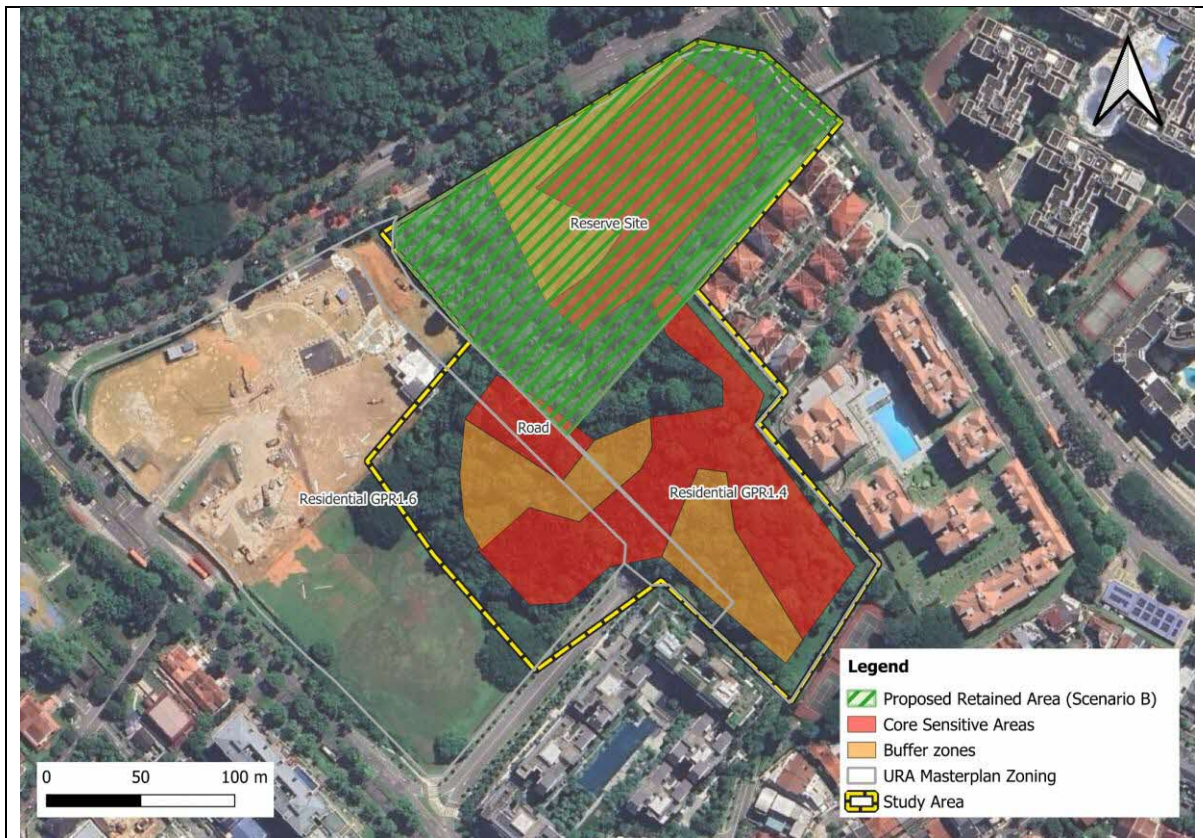 Reserve Site
Road
Residential GPR1.6
Residential GPR1.4
Legend
Proposed Retained Area (Scenario B)
Core Sensitive Areas
Buffer zones
URA Masterplan Zoning
Study Area
0 50 100 m